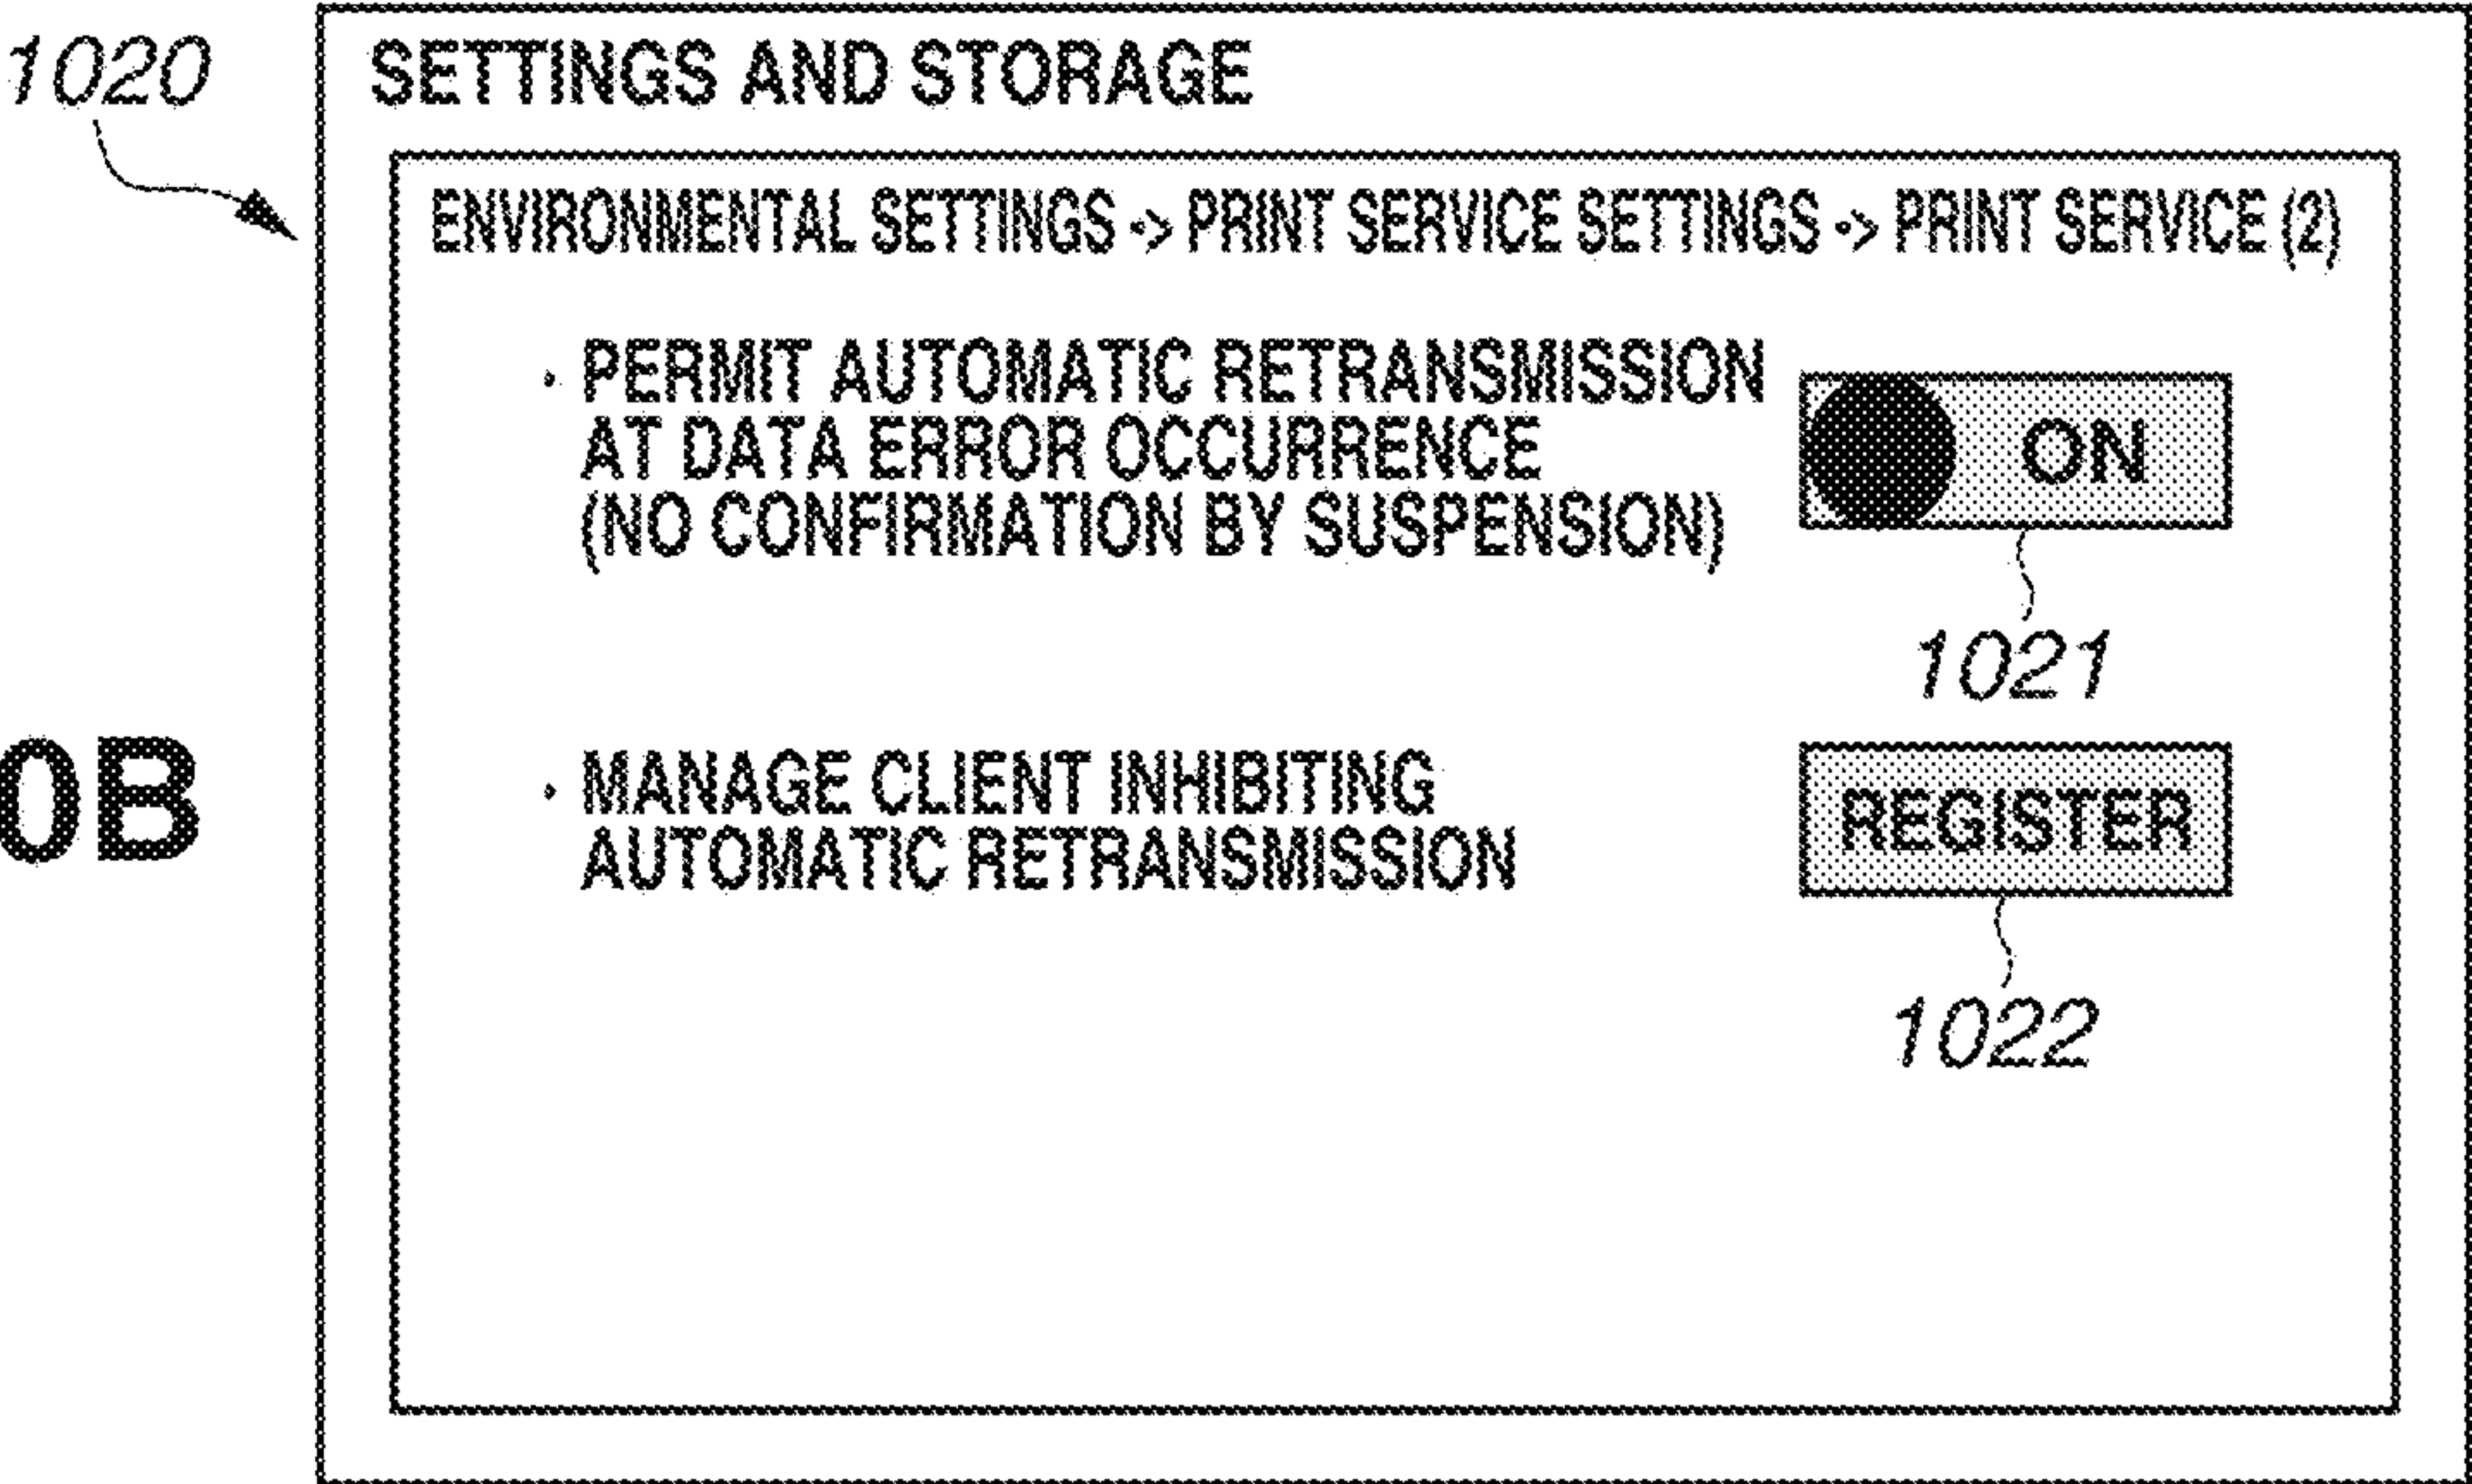 1020
SETTINGS AND STORAGE
ENVIRONMENTAL SETTINGS -> PRINT SERVICE SETTINGS -> PRINT SERVICE (2)
· PERMIT AUTOMATIC RETRANSMISSION
AT DATA ERROR OCCURRENCE
(NO CONFIRMATION BY SUSPENSION)
ON
1021
0B
· MANAGE CLIENT INHIBITING
AUTOMATIC RETRANSMISSION
REGISTER
1022